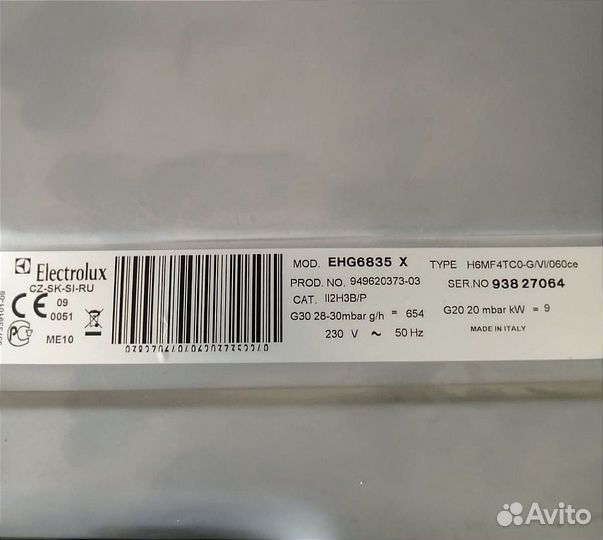 Electrolux
CZ-SK-SI-RU
CE 09
0051
ME10
MOD. EHG6835 X TYPE H6MF4TC0-G/VI/060ce
PROD. NO. 949620373-03 SER.NO 938 27064
CAT. II2H3B/P
G30 28-30mbar g/h = 654 G20 20 mbar kW = 9
230 V ~ 50 Hz MADE IN ITALY
Avito